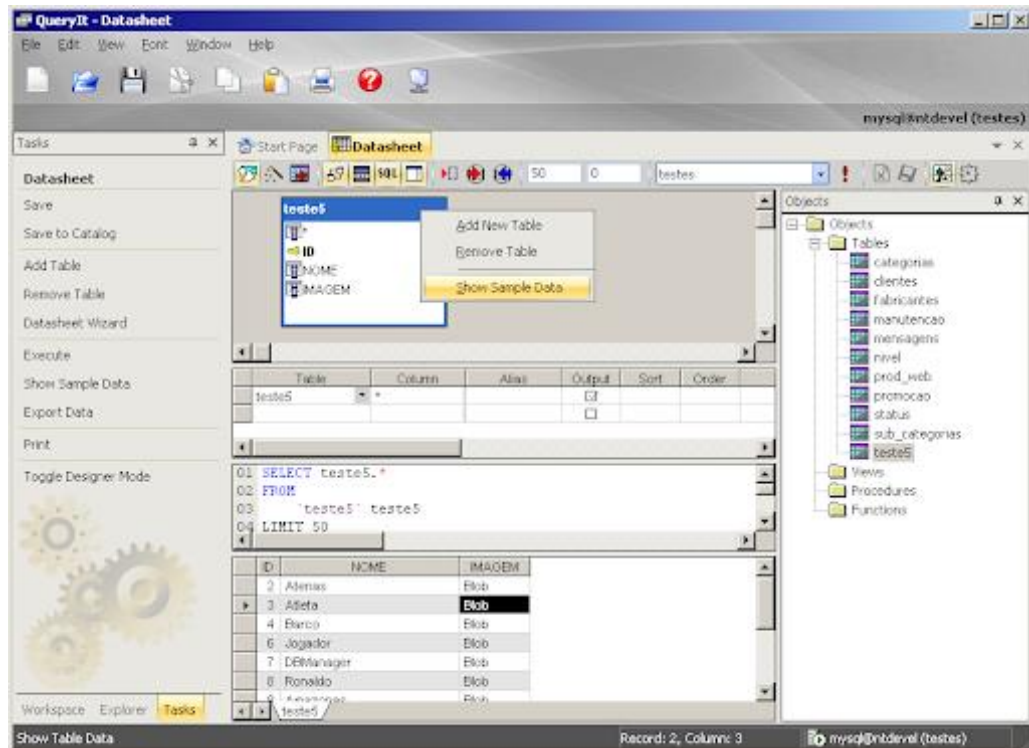 QueryIt - Datasheet
File Edit View Font Window Help
mysql@ntdevel (testes)
Tasks
Start Page Datasheet
SQL 50 0 testes
Datasheet
Save
Save to Catalog
Add Table
Remove Table
Datasheet Wizard
Execute
Show Sample Data
Export Data
Print
Toggle Designer Mode
Workspace Explorer Tasks
teste5
*
ID
NOME
IMAGEM
Add New Table
Remove Table
Show Sample Data
Table Column Alias Output Sort Order
teste5 *
01 SELECT teste5.*
02 FROM
03 `teste5` teste5
04 LIMIT 50
ID NOME IMAGEM
2 Atenas Blob
3 Atleta Blob
4 Barco Blob
6 Jogador Blob
7 DBManager Blob
8 Ronaldo Blob
9 Amazonas Blob
teste5
Objects
Objects
Tables
categorias
clientes
fabricantes
manutencao
mensagens
nivel
prod_web
promocao
status
sub_categorias
teste5
Views
Procedures
Functions
Show Table Data Record: 2, Column: 3 mysql@ntdevel (testes)